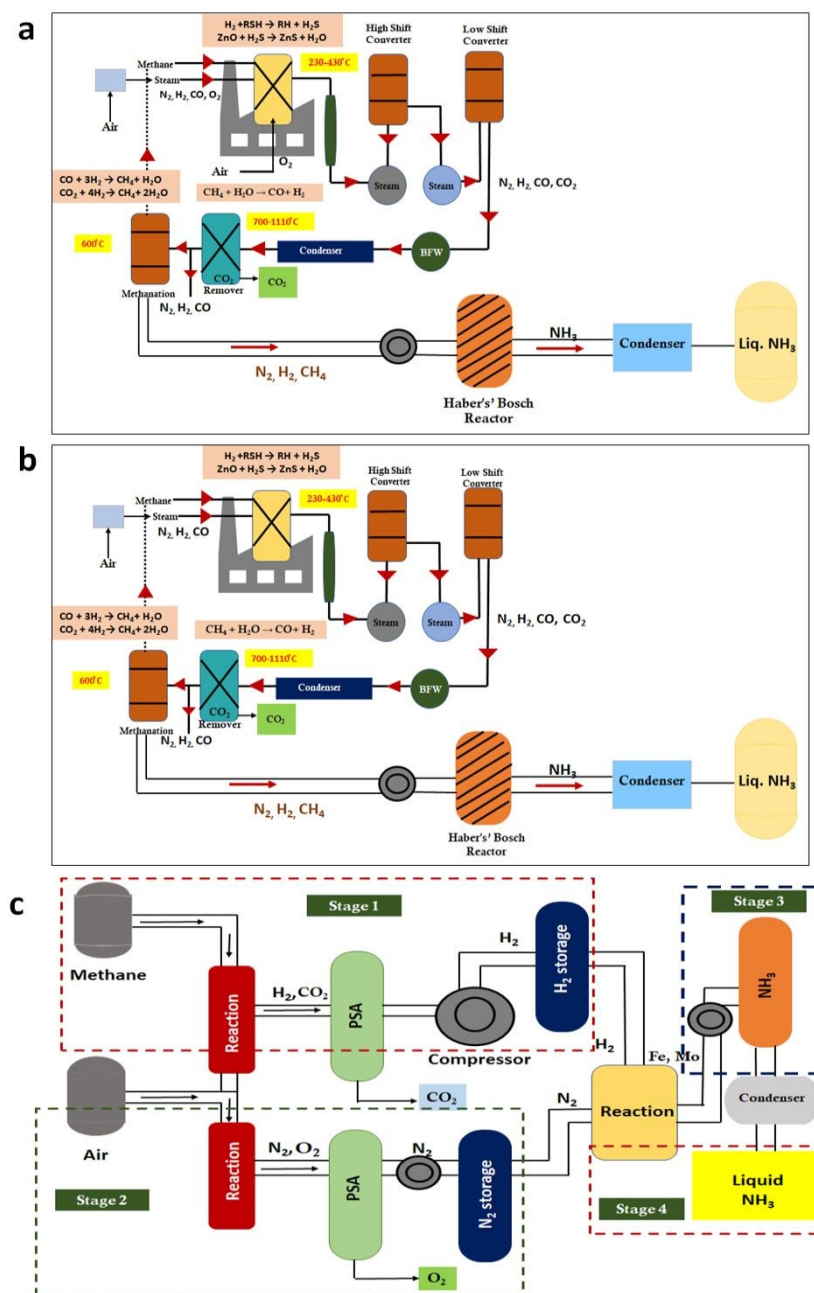 a
H₂ +RSH → RH + H₂S
ZnO + H₂S → ZnS + H₂O
High Shift
Converter
Low Shift
Converter
Methane
230-430°C
Steam
N₂, H₂, CO, O₂
Air
O₂
Air
Steam
Steam
N₂, H₂, CO, CO₂
CO + 3H₂ → CH₄+ H₂O
CO₂ + 4H₂→ CH₄+ 2H₂O
CH₄ + H₂O → CO+ H₂
700-1110°C
600°C
Condenser
BFW
CO₂
CO₂
Remover
Methanation
N₂, H₂, CO
NH₃
Condenser
Liq. NH₃
N₂, H₂, CH₄
Haber's' Bosch
Reactor
b
H₂ +RSH → RH + H₂S
ZnO + H₂S → ZnS + H₂O
High Shift
Converter
Low Shift
Converter
Methane
230-430°C
Steam
N₂, H₂, CO
Air
Steam
Steam
N₂, H₂, CO, CO₂
CO + 3H₂ → CH₄+ H₂O
CO₂ + 4H₂→ CH₄+ 2H₂O
CH₄ + H₂O → CO+ H₂
700-1110°C
600°C
Condenser
BFW
CO₂
CO₂
Remover
Methanation
N₂, H₂, CO
NH₃
Condenser
Liq. NH₃
N₂, H₂, CH₄
Haber's' Bosch
Reactor
c
Stage 1
Stage 3
Methane
H₂
H₂ storage
NH₃
Reaction
H₂,CO₂
PSA
Compressor
H₂
Fe, Mo
Air
CO₂
Reaction
Condenser
N₂
Stage 2
Reaction
N₂,O₂
PSA
N₂
N₂ storage
Stage 4
Liquid
NH₃
O₂